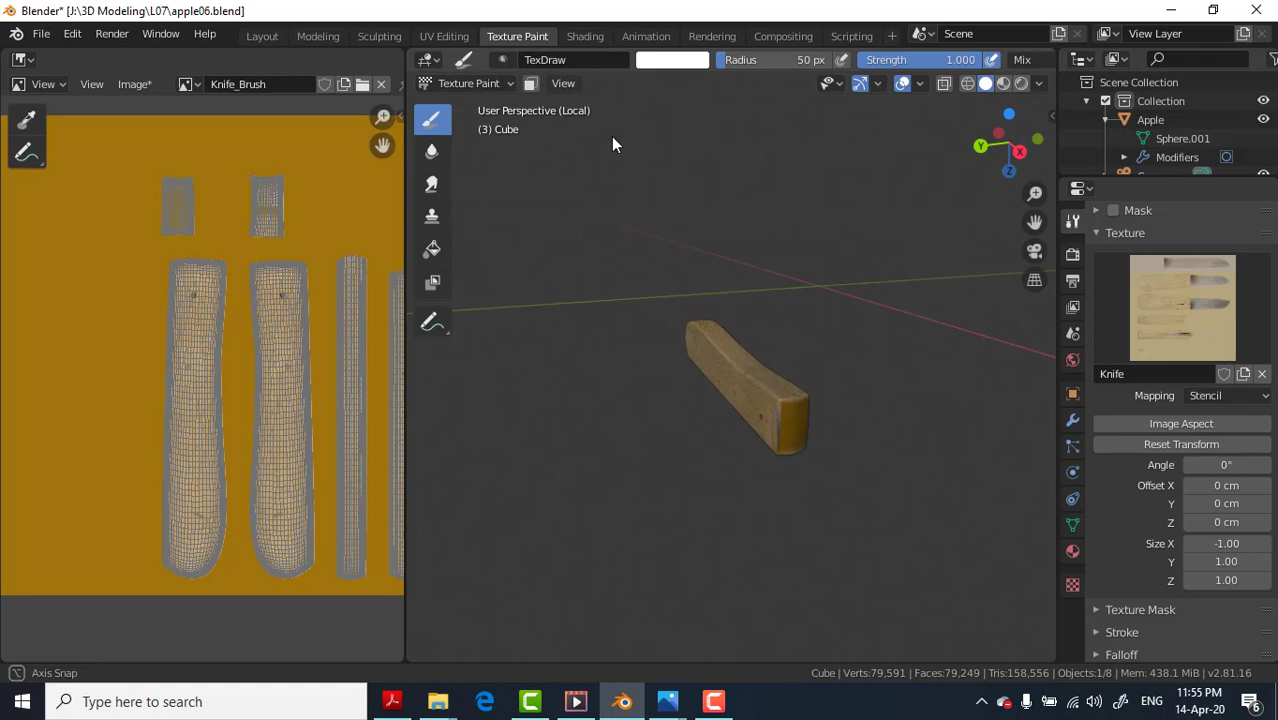 Blender* [J:\3D Modeling\L07\apple06.blend]
File Edit Render Window Help Layout Modeling Sculpting UV Editing Texture Paint Shading Animation Rendering Compositing Scripting Scene View Layer
TexDraw Radius 50 px Strength 1.000 Mix
View View Image* Knife_Brush Texture Paint View
Scene Collection
Collection
Apple
Sphere.001
Modifiers
User Perspective (Local)
(3) Cube
Y X Z
Mask
Texture
Knife
Mapping Stencil
Image Aspect
Reset Transform
Angle 0°
Offset X 0 cm
Y 0 cm
Z 0 cm
Size X -1.00
Y 1.00
Z 1.00
Texture Mask
Stroke
Falloff
Axis Snap Cube | Verts:79,591 | Faces:79,249 | Tris:158,556 | Objects:1/8 | Mem: 438.1 MiB | v2.81.16
Type here to search ENG 11:55 PM 14-Apr-20 6